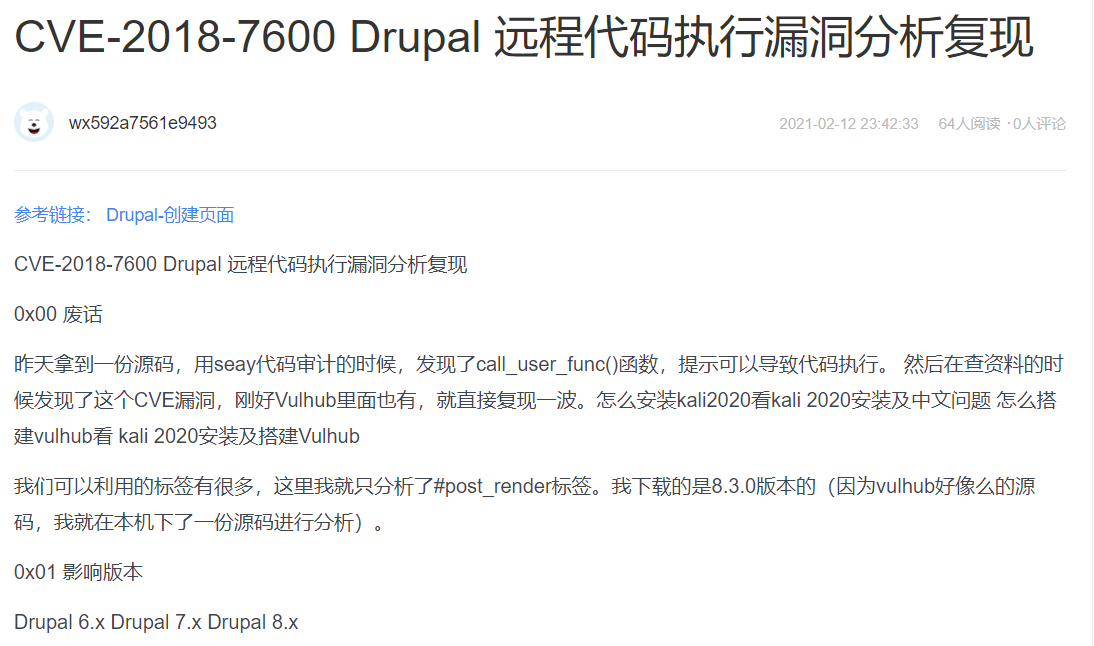 CVE-2018-7600 Drupal 远程代码执行漏洞分析复现
wx592a7561e9493
2021-02-12 23:42:33 64人阅读 ·0人评论
参考链接： Drupal-创建页面
CVE-2018-7600 Drupal 远程代码执行漏洞分析复现
0x00 废话
昨天拿到一份源码，用seay代码审计的时候，发现了call_user_func()函数，提示可以导致代码执行。 然后在查资料的时
候发现了这个CVE漏洞，刚好Vulhub里面也有，就直接复现一波。怎么安装kali2020看kali 2020安装及中文问题 怎么搭
建vulhub看 kali 2020安装及搭建Vulhub
我们可以利用的标签有很多，这里我就只分析了#post_render标签。我下载的是8.3.0版本的（因为vulhub好像么的源
码，我就在本机下了一份源码进行分析）。
0x01 影响版本
Drupal 6.x Drupal 7.x Drupal 8.x